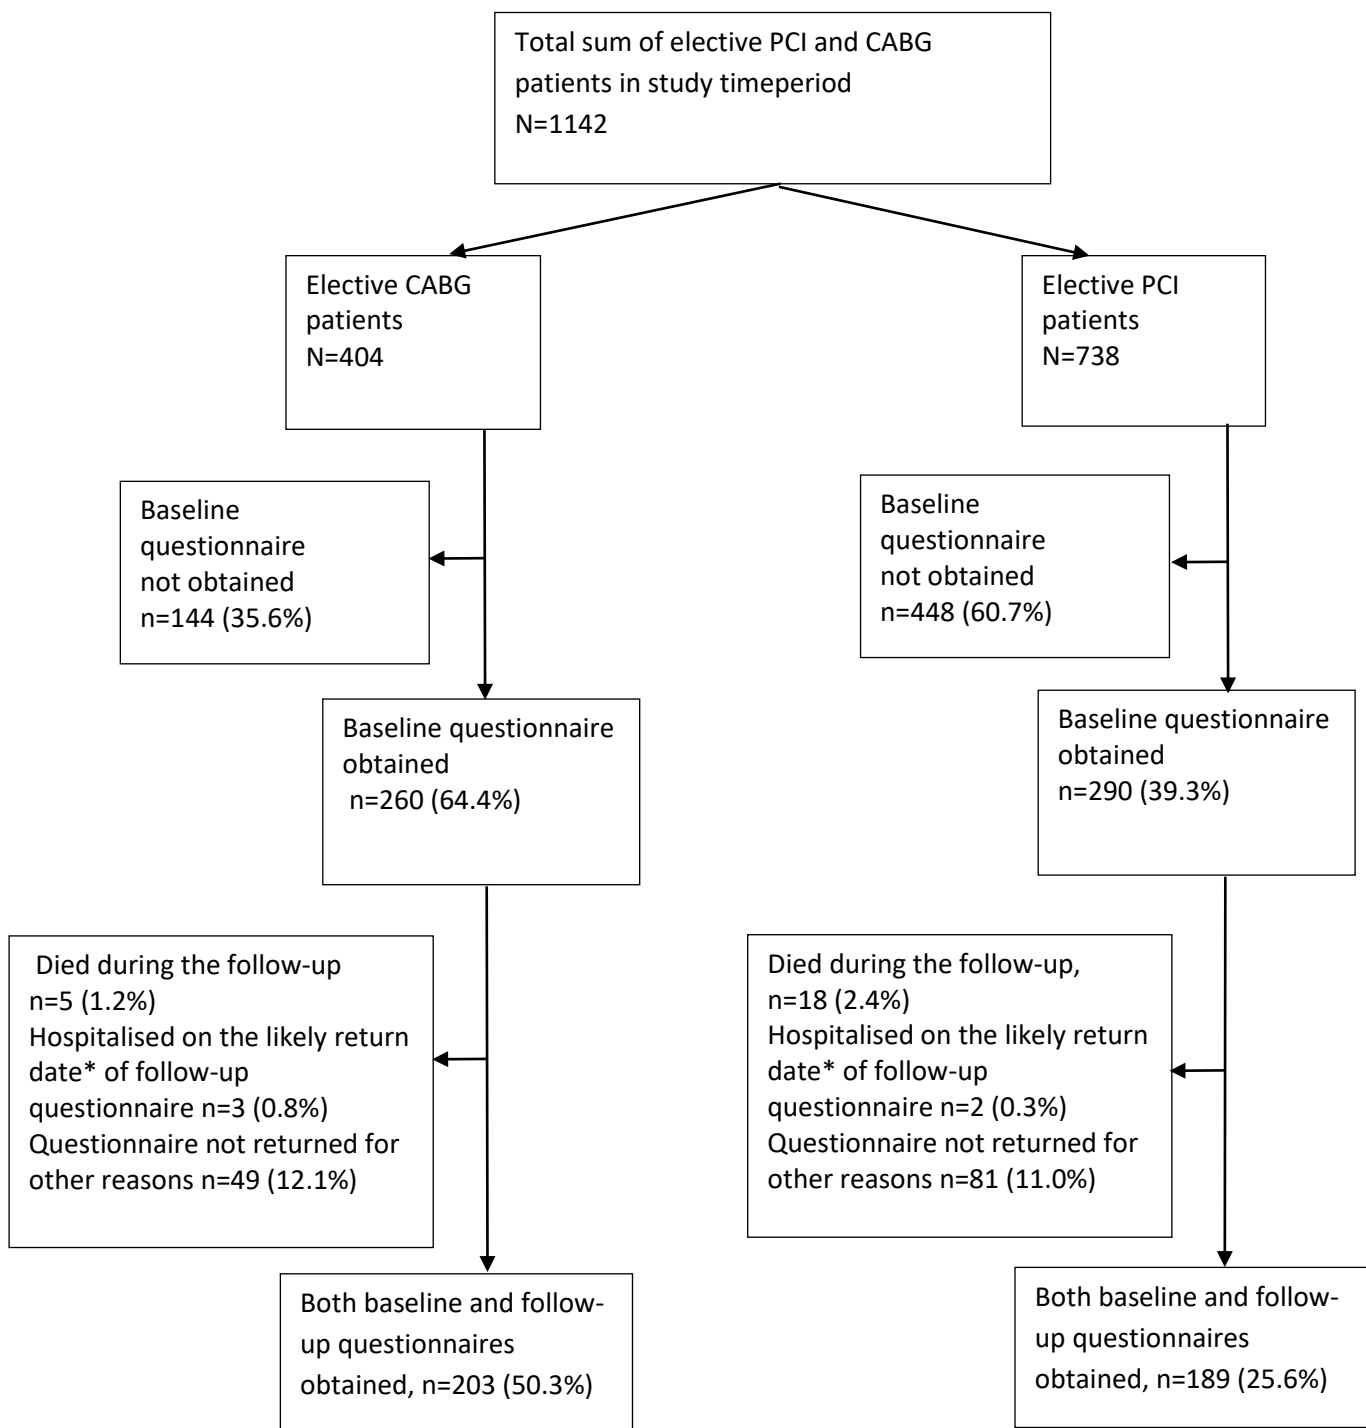 Total sum of elective PCI and CABG
patients in study timeperiod
N=1142
Elective CABG
patients
N=404
Elective PCI
patients
N=738
Baseline
questionnaire
not obtained
n=144 (35.6%)
Baseline
questionnaire
not obtained
n=448 (60.7%)
Baseline questionnaire
obtained
n=260 (64.4%)
Baseline questionnaire
obtained
n=290 (39.3%)
Died during the follow-up
n=5 (1.2%)
Hospitalised on the likely return
date* of follow-up
questionnaire n=3 (0.8%)
Questionnaire not returned for
other reasons n=49 (12.1%)
Died during the follow-up,
n=18 (2.4%)
Hospitalised on the likely return
date* of follow-up
questionnaire n=2 (0.3%)
Questionnaire not returned for
other reasons n=81 (11.0%)
Both baseline and follow-
up questionnaires
obtained, n=203 (50.3%)
Both baseline and follow-
up questionnaires
obtained, n=189 (25.6%)